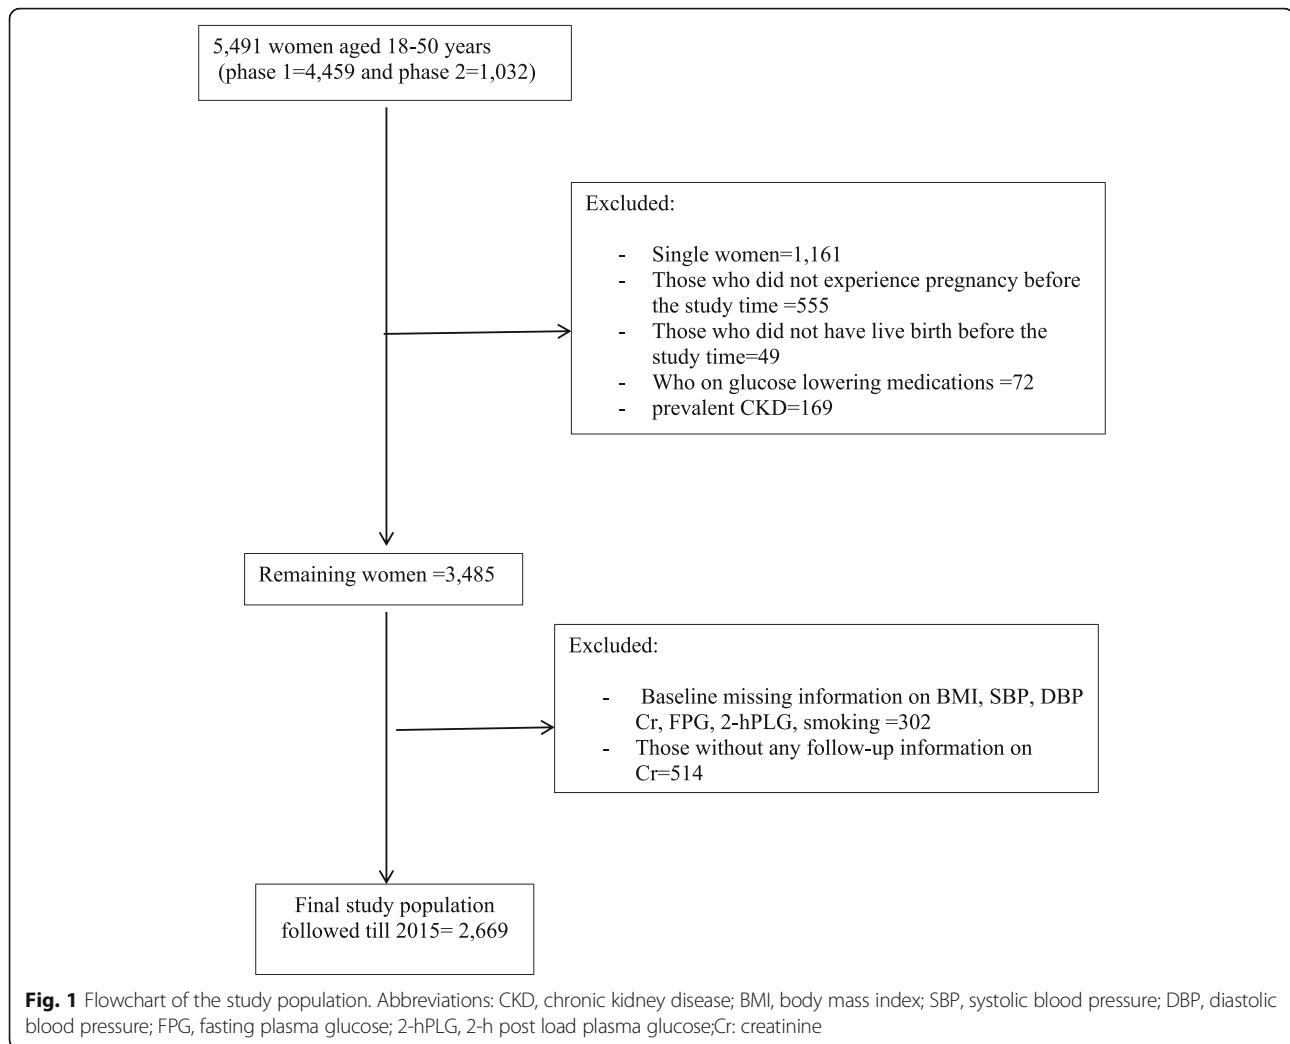 5,491 women aged 18-50 years
(phase 1=4,459 and phase 2=1,032)
Excluded:
- Single women=1,161
- Those who did not experience pregnancy before
the study time =555
- Those who did not have live birth before the
study time=49
- Who on glucose lowering medications =72
- prevalent CKD=169
Remaining women =3,485
Excluded:
- Baseline missing information on BMI, SBP, DBP
Cr, FPG, 2-hPLG, smoking =302
- Those without any follow-up information on
Cr=514
Final study population
followed till 2015= 2,669
Fig. 1 Flowchart of the study population. Abbreviations: CKD, chronic kidney disease; BMI, body mass index; SBP, systolic blood pressure; DBP, diastolic
blood pressure; FPG, fasting plasma glucose; 2-hPLG, 2-h post load plasma glucose;Cr: creatinine